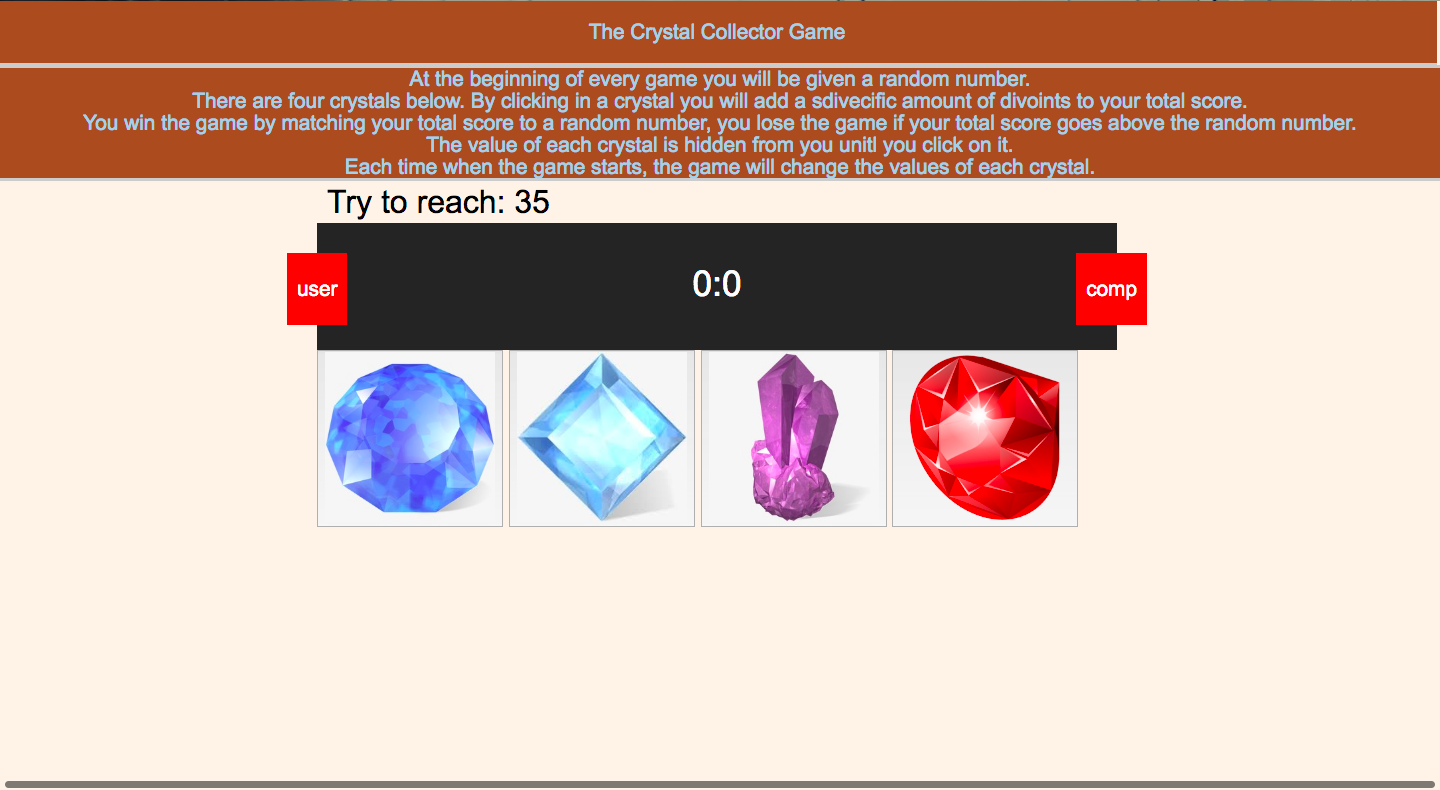 The Crystal Collector Game
At the beginning of every game you will be given a random number.
There are four crystals below. By clicking in a crystal you will add a sdivecific amount of divoints to your total score.
You win the game by matching your total score to a random number, you lose the game if your total score goes above the random number.
The value of each crystal is hidden from you unitl you click on it.
Each time when the game starts, the game will change the values of each crystal.
Try to reach: 35
user
0:0
comp